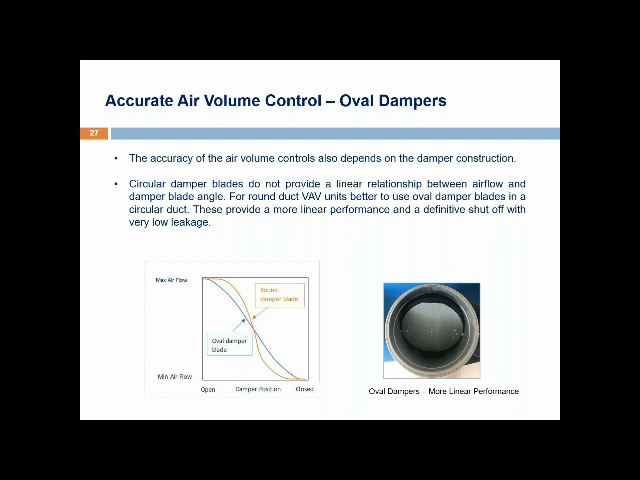 Accurate Air Volume Control – Oval Dampers
27
• The accuracy of the air volume controls also depends on the damper construction.
• Circular damper blades do not provide a linear relationship between airflow and
damper blade angle. For round duct VAV units better to use oval damper blades in a
circular duct. These provide a more linear performance and a definitive shut off with
very low leakage.
Max Air Flow
Round
damper blade
Oval damper
blade
Min Air Flow
Open Damper Position Closed
Oval Dampers – More Linear Performance